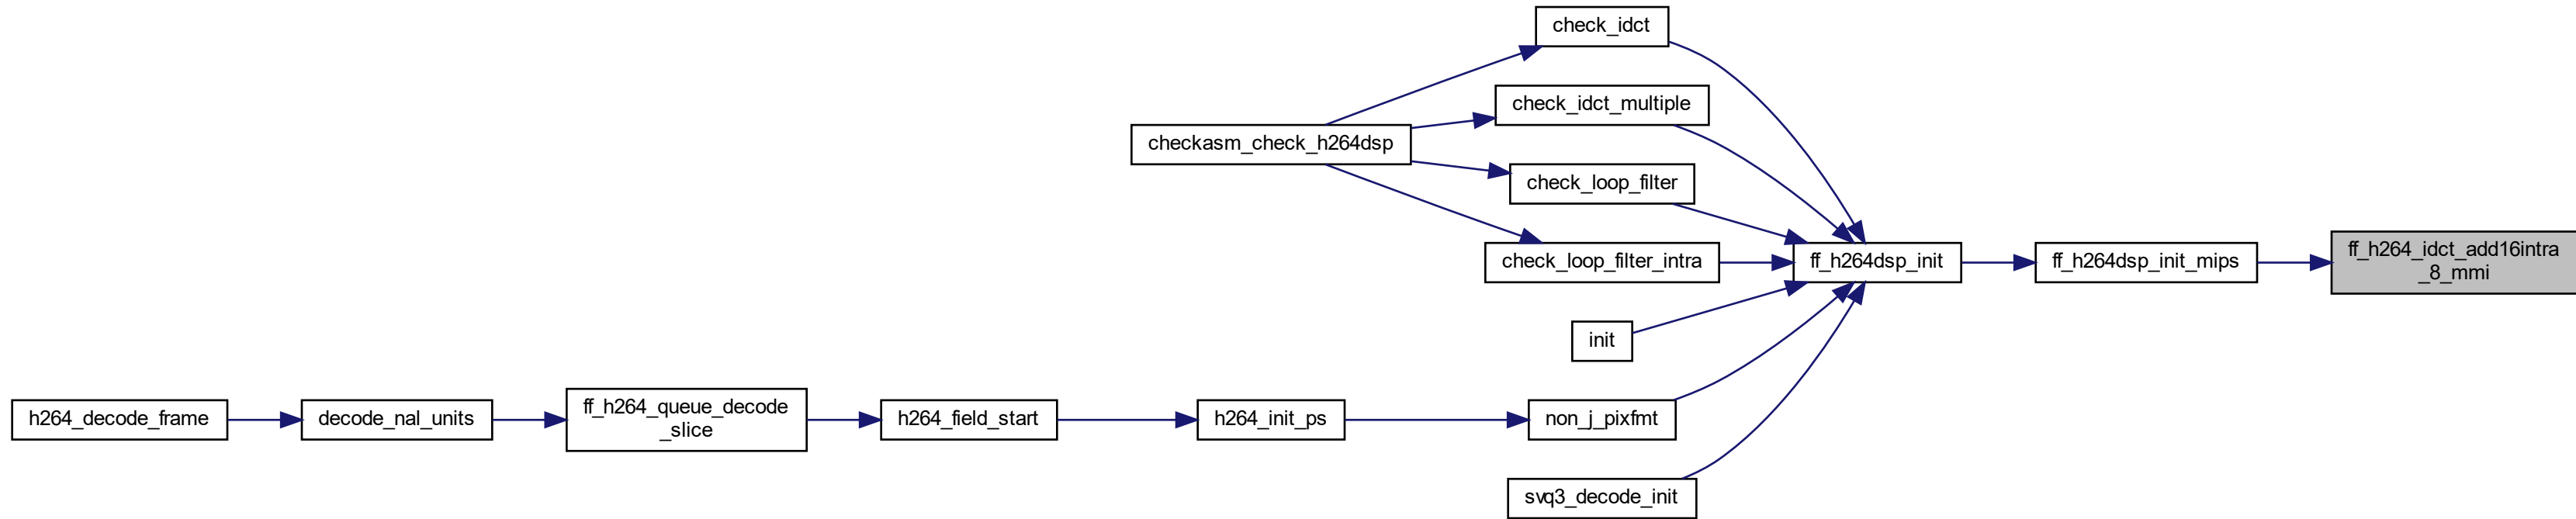 check_idct
check_idct_multiple
checkasm_check_h264dsp
check_loop_filter
check_loop_filter_intra
ff_h264dsp_init
ff_h264dsp_init_mips
ff_h264_idct_add16intra
_8_mmi
init
h264_decode_frame
decode_nal_units
ff_h264_queue_decode
_slice
h264_field_start
h264_init_ps
non_j_pixfmt
svq3_decode_init